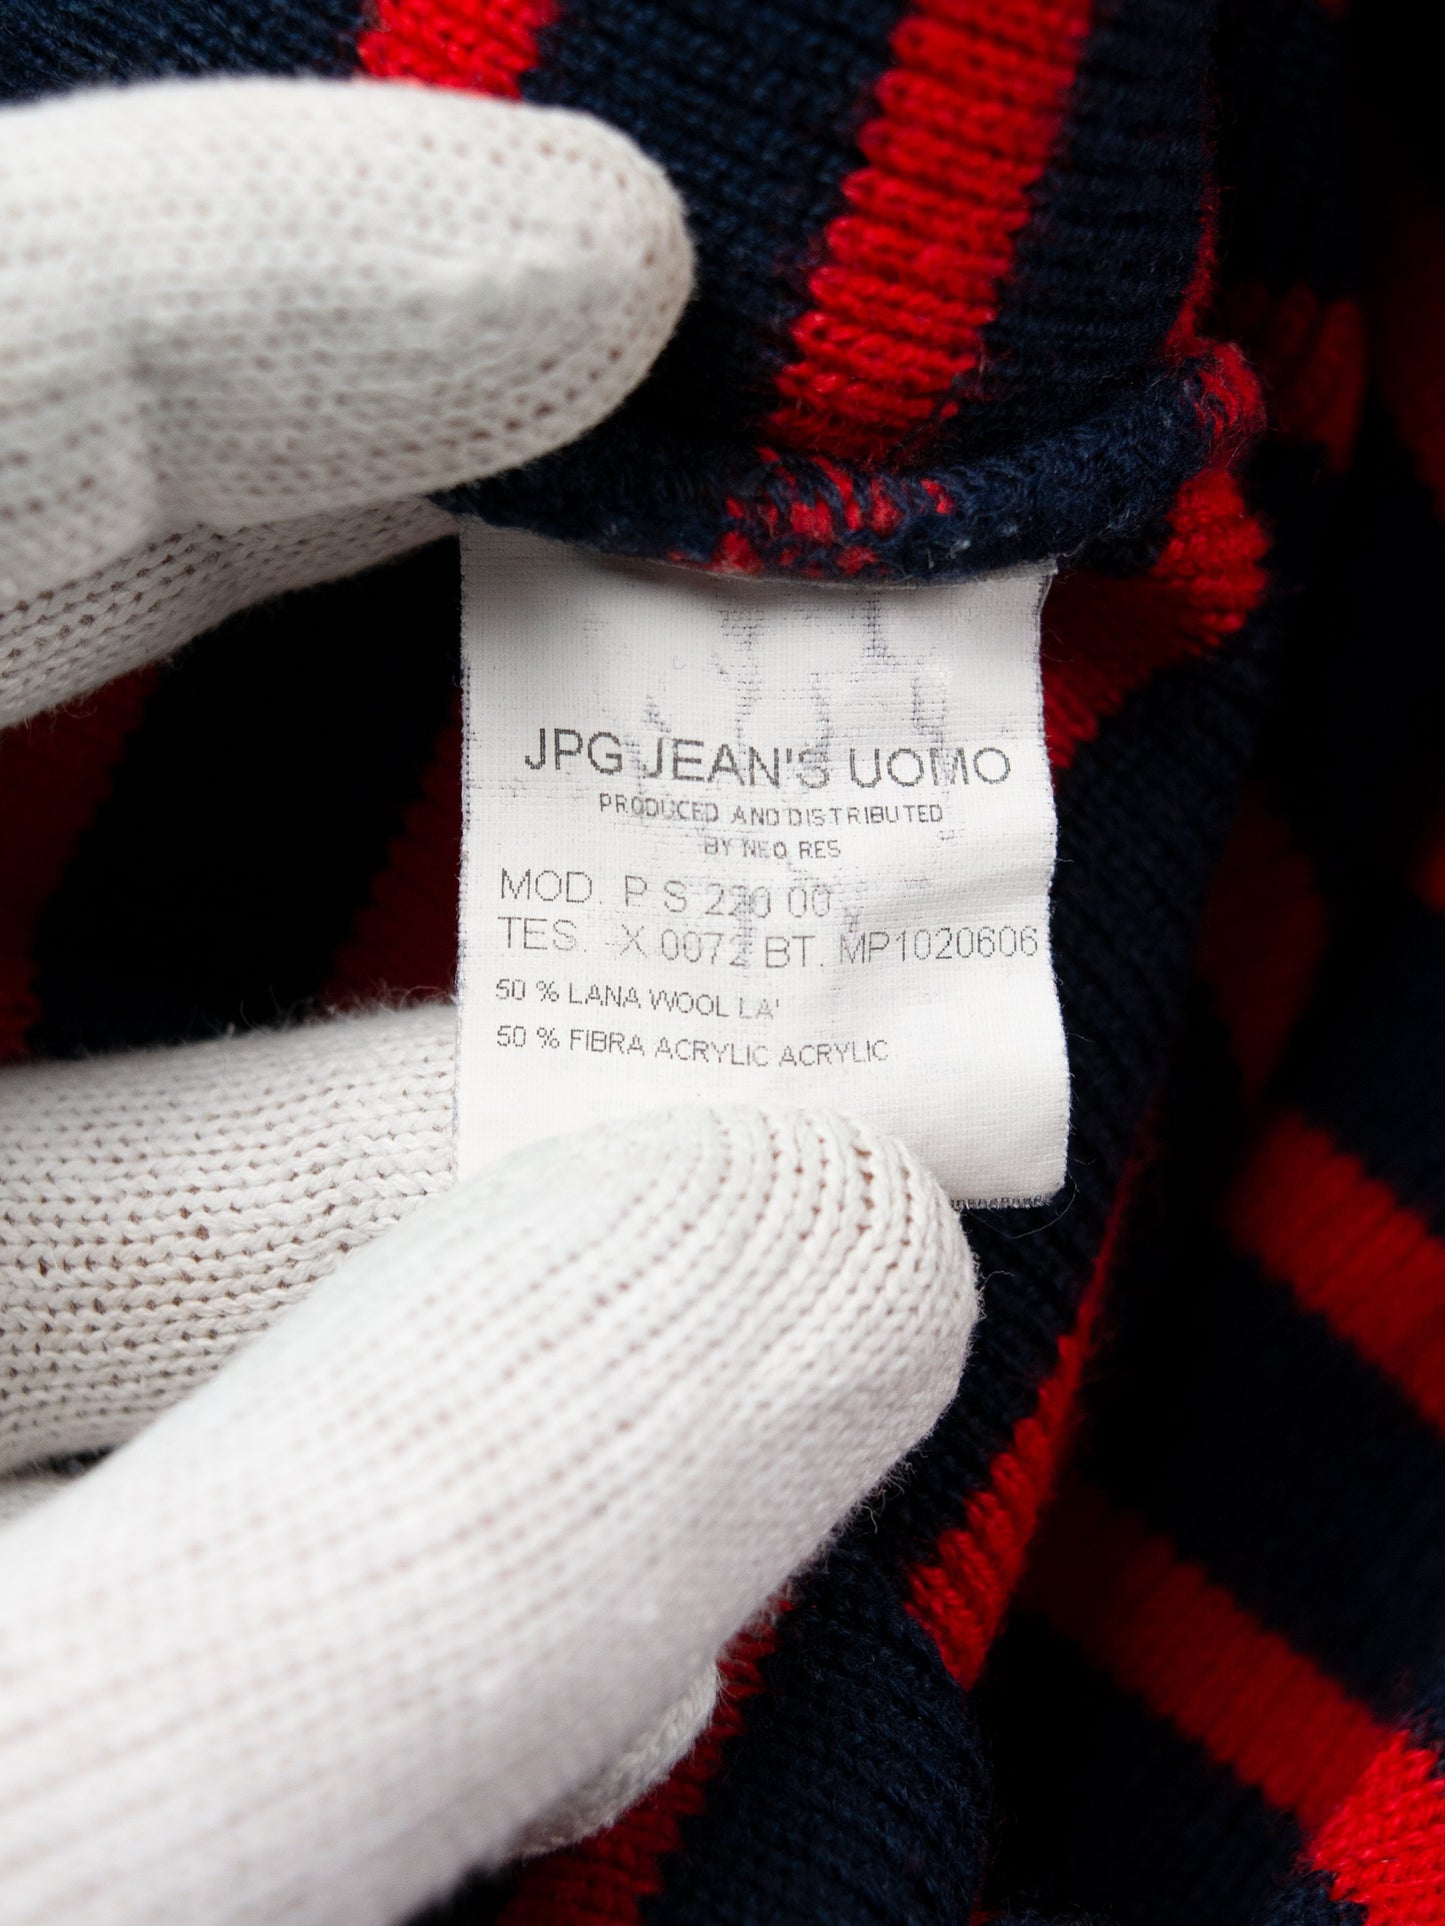 JPG JEAN'S UOMO
PRODUCED AND DISTRIBUTED
BY NEO RES
MOD. P S 220 00
TES. -X.0072 BT. MP1020606
50 % LANA WOOL LA'
50 % FIBRA ACRYLIC ACRYLIC